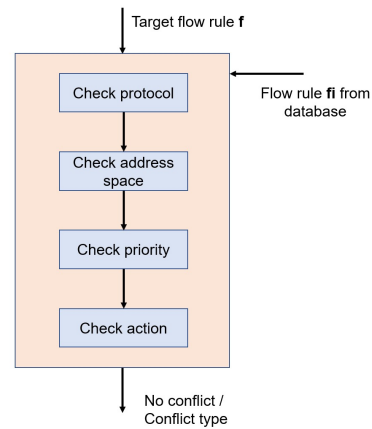 Target flow rule f
Check protocol
Flow rule fi from
database
Check address
space
Check priority
Check action
No conflict /
Conflict type